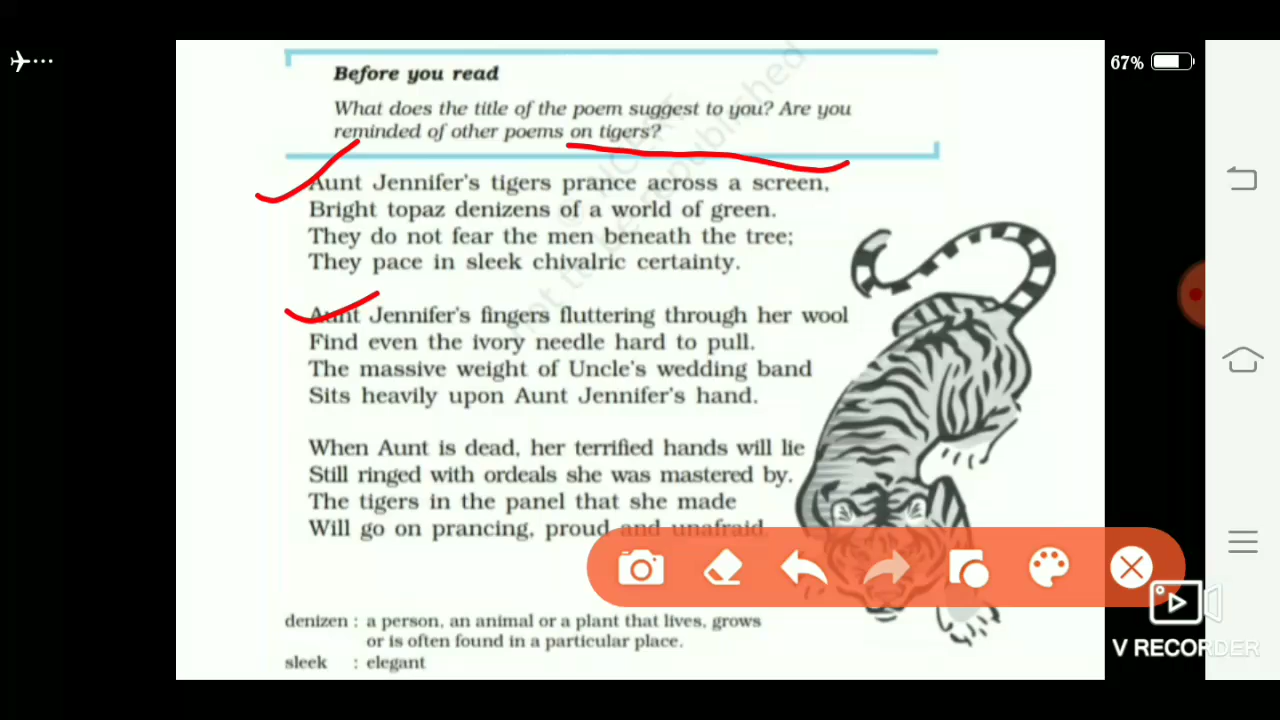 67%
Before you read
What does the title of the poem suggest to you? Are you
reminded of other poems on tigers?
Aunt Jennifer's tigers prance across a screen,
Bright topaz denizens of a world of green.
They do not fear the men beneath the tree;
They pace in sleek chivalric certainty.
Aunt Jennifer's fingers fluttering through her wool
Find even the ivory needle hard to pull.
The massive weight of Uncle's wedding band
Sits heavily upon Aunt Jennifer's hand.
When Aunt is dead, her terrified hands will lie
Still ringed with ordeals she was mastered by.
The tigers in the panel that she made
Will go on prancing, proud and unafraid.
denizen : a person, an animal or a plant that lives, grows
or is often found in a particular place.
sleek : elegant
V RECORDER